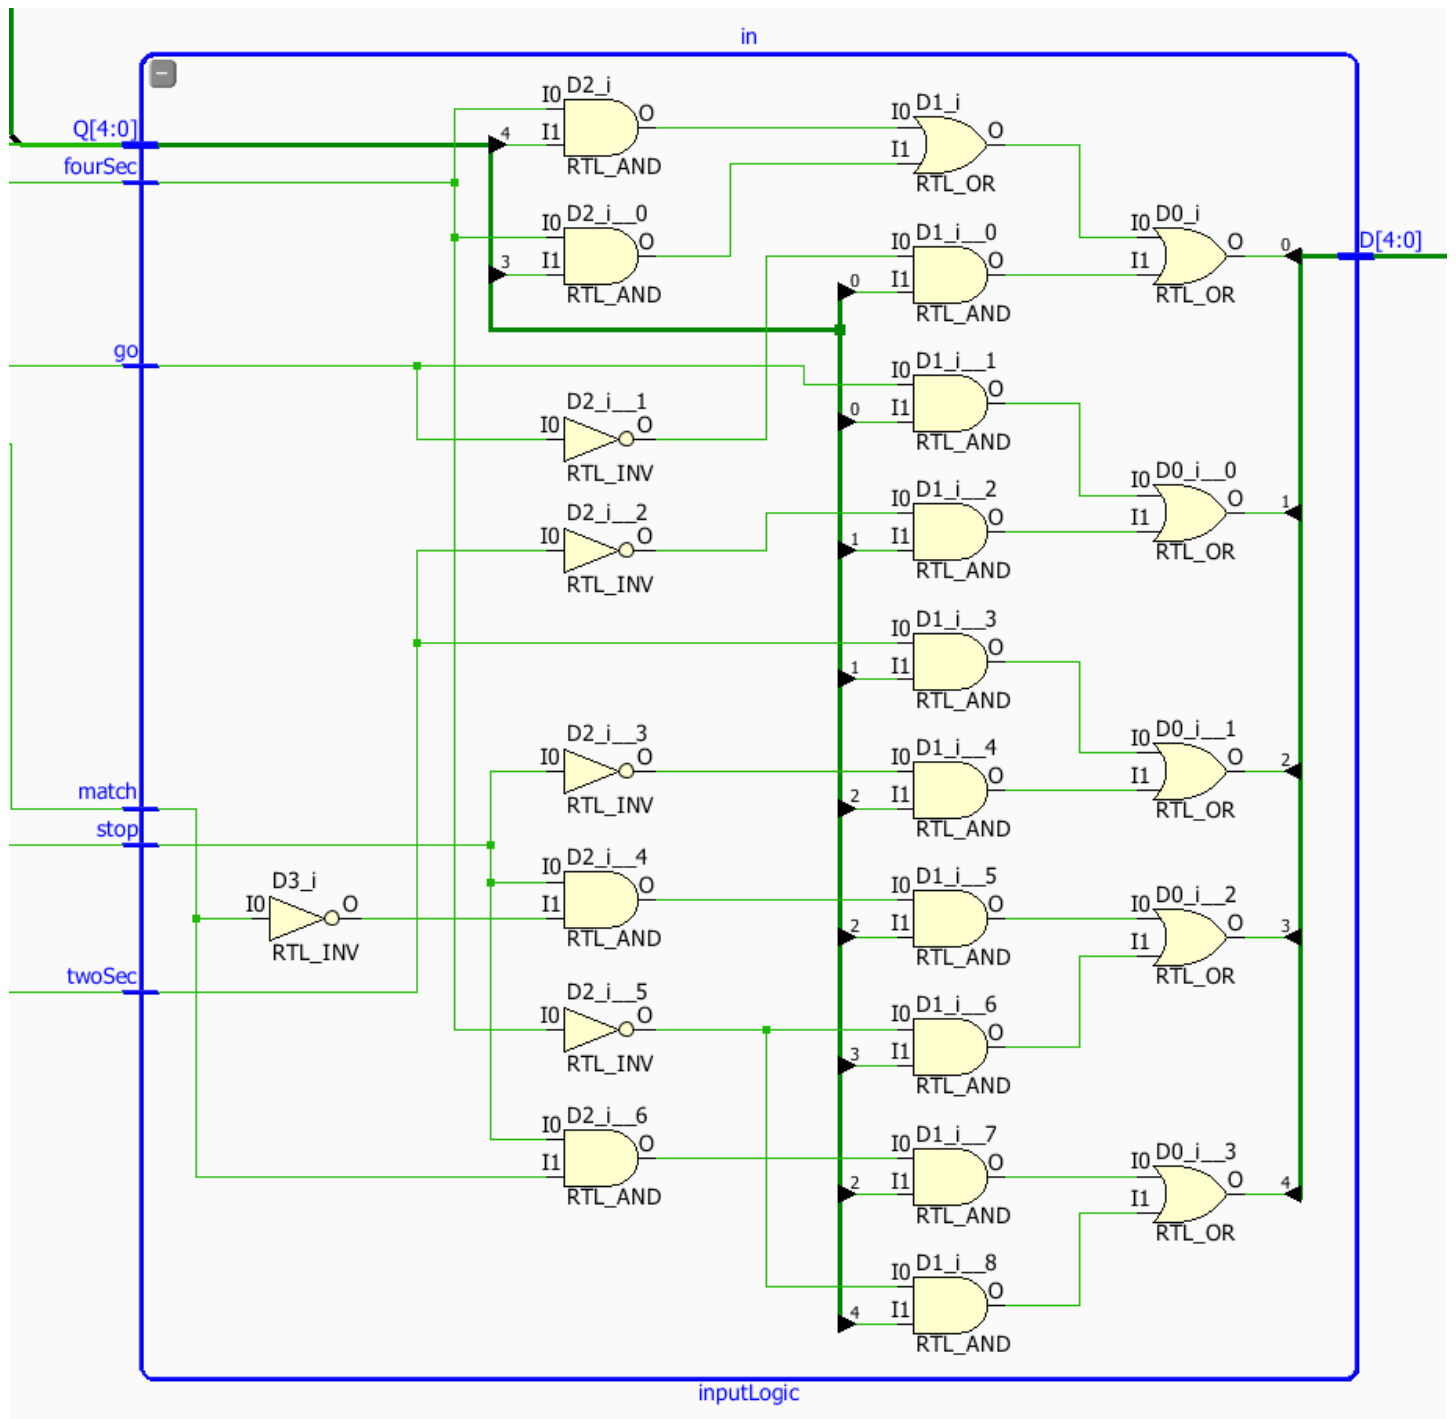 in
Q[4:0]
fourSec
go
match
stop
twoSec
D3_i
I0
O
RTL_INV
4
3
D2_i
I0
I1
O
RTL_AND
D2_i__0
I0
I1
O
RTL_AND
D2_i__1
I0
O
RTL_INV
D2_i__2
I0
O
RTL_INV
D2_i__3
I0
O
RTL_INV
D2_i__4
I0
I1
O
RTL_AND
D2_i__5
I0
O
RTL_INV
D2_i__6
I0
I1
O
RTL_AND
D1_i
I0
I1
O
RTL_OR
D1_i__0
I0
0
I1
O
RTL_AND
D1_i__1
I0
0
I1
O
RTL_AND
D1_i__2
I0
1
I1
O
RTL_AND
D1_i__3
I0
1
I1
O
RTL_AND
D1_i__4
I0
2
I1
O
RTL_AND
D1_i__5
I0
2
I1
O
RTL_AND
D1_i__6
I0
3
I1
O
RTL_AND
D1_i__7
I0
2
I1
O
RTL_AND
D1_i__8
I0
4
I1
O
RTL_AND
D0_i
I0
I1
O
RTL_OR
0
D0_i__0
I0
I1
O
RTL_OR
1
D0_i__1
I0
I1
O
RTL_OR
2
D0_i__2
I0
I1
O
RTL_OR
3
D0_i__3
I0
I1
O
RTL_OR
4
D[4:0]
inputLogic